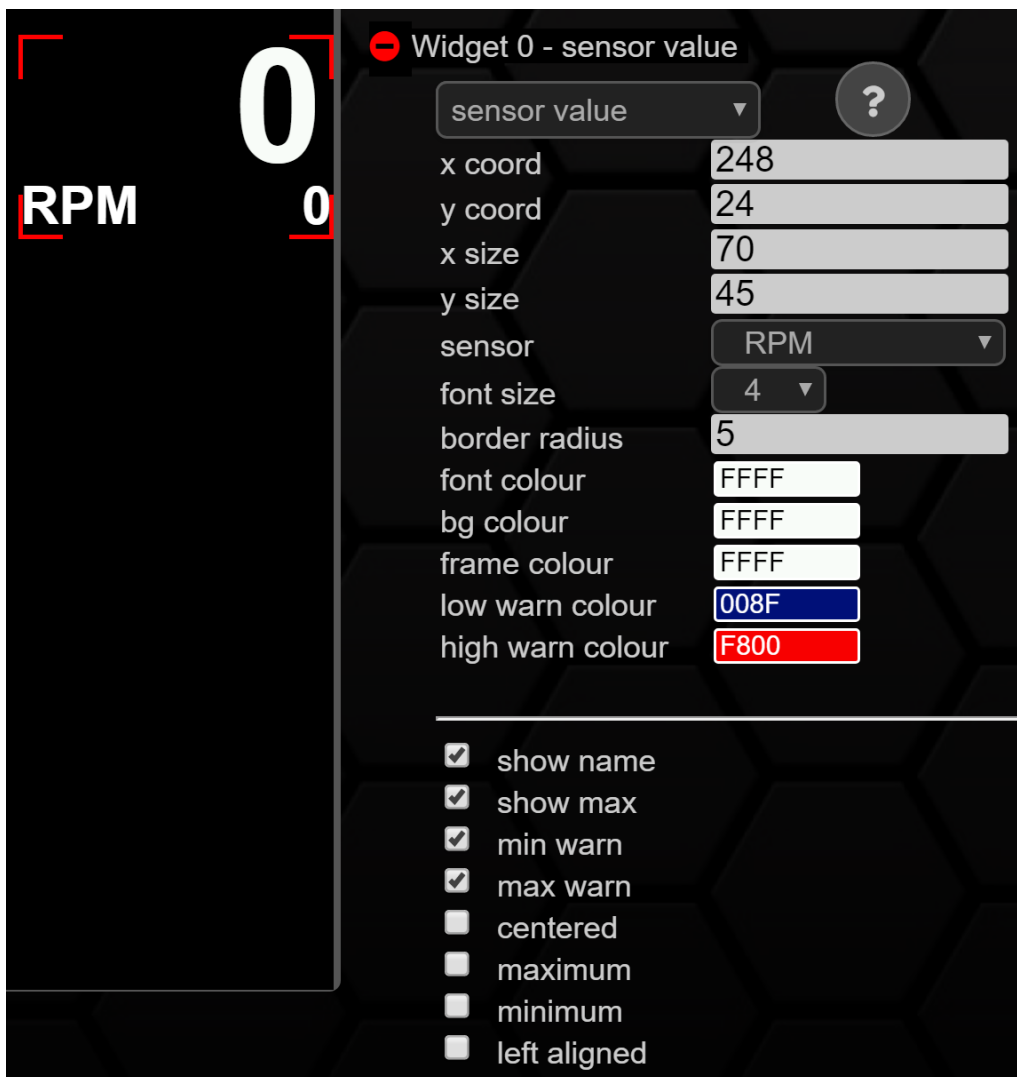 0
RPM 0
Widget 0 - sensor value
sensor value ▼
?
x coord 248
y coord 24
x size 70
y size 45
sensor RPM ▼
font size 4 ▼
border radius 5
font colour FFFF
bg colour FFFF
frame colour FFFF
low warn colour 008F
high warn colour F800
show name
show max
min warn
max warn
centered
maximum
minimum
left aligned